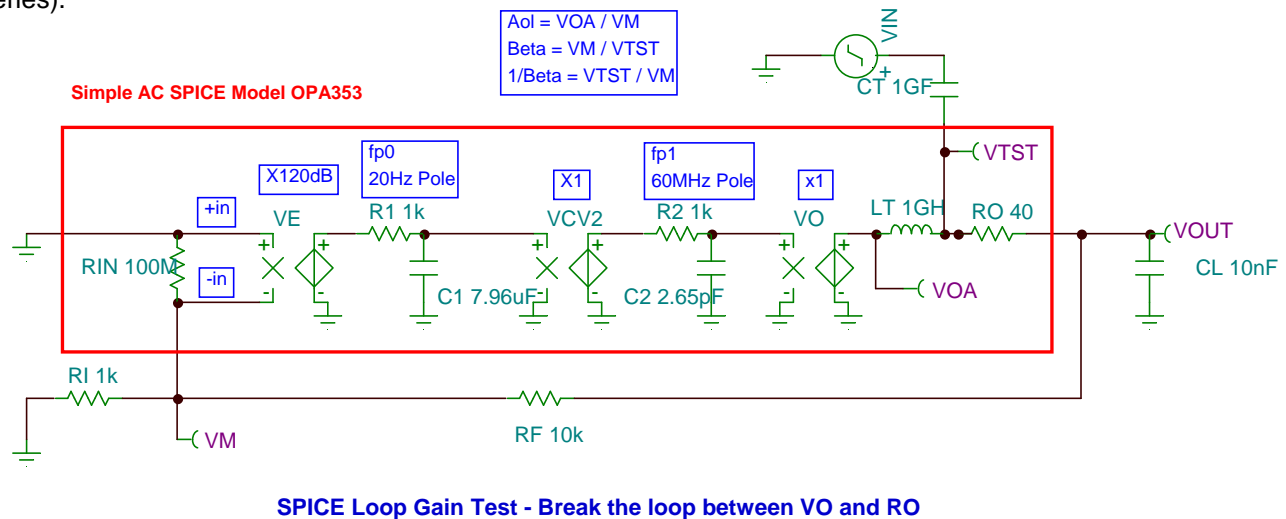 eries).
Aol = VOA / VM
Beta = VM / VTST
1/Beta = VTST / VM
VIN
+
CT 1GF
Simple AC SPICE Model OPA353
VTST
X120dB
fp0
20Hz Pole
X1
fp1
60MHz Pole
x1
+in
VE
R1 1k
VCV2
R2 1k
VO
LT 1GH
RO 40
VOUT
RIN 100M
-in
+
-
+
-
C1 7.96uF
+
-
+
-
C2 2.65pF
+
-
+
-
VOA
CL 10nF
RI 1k
VM
RF 10k
SPICE Loop Gain Test - Break the loop between VO and RO